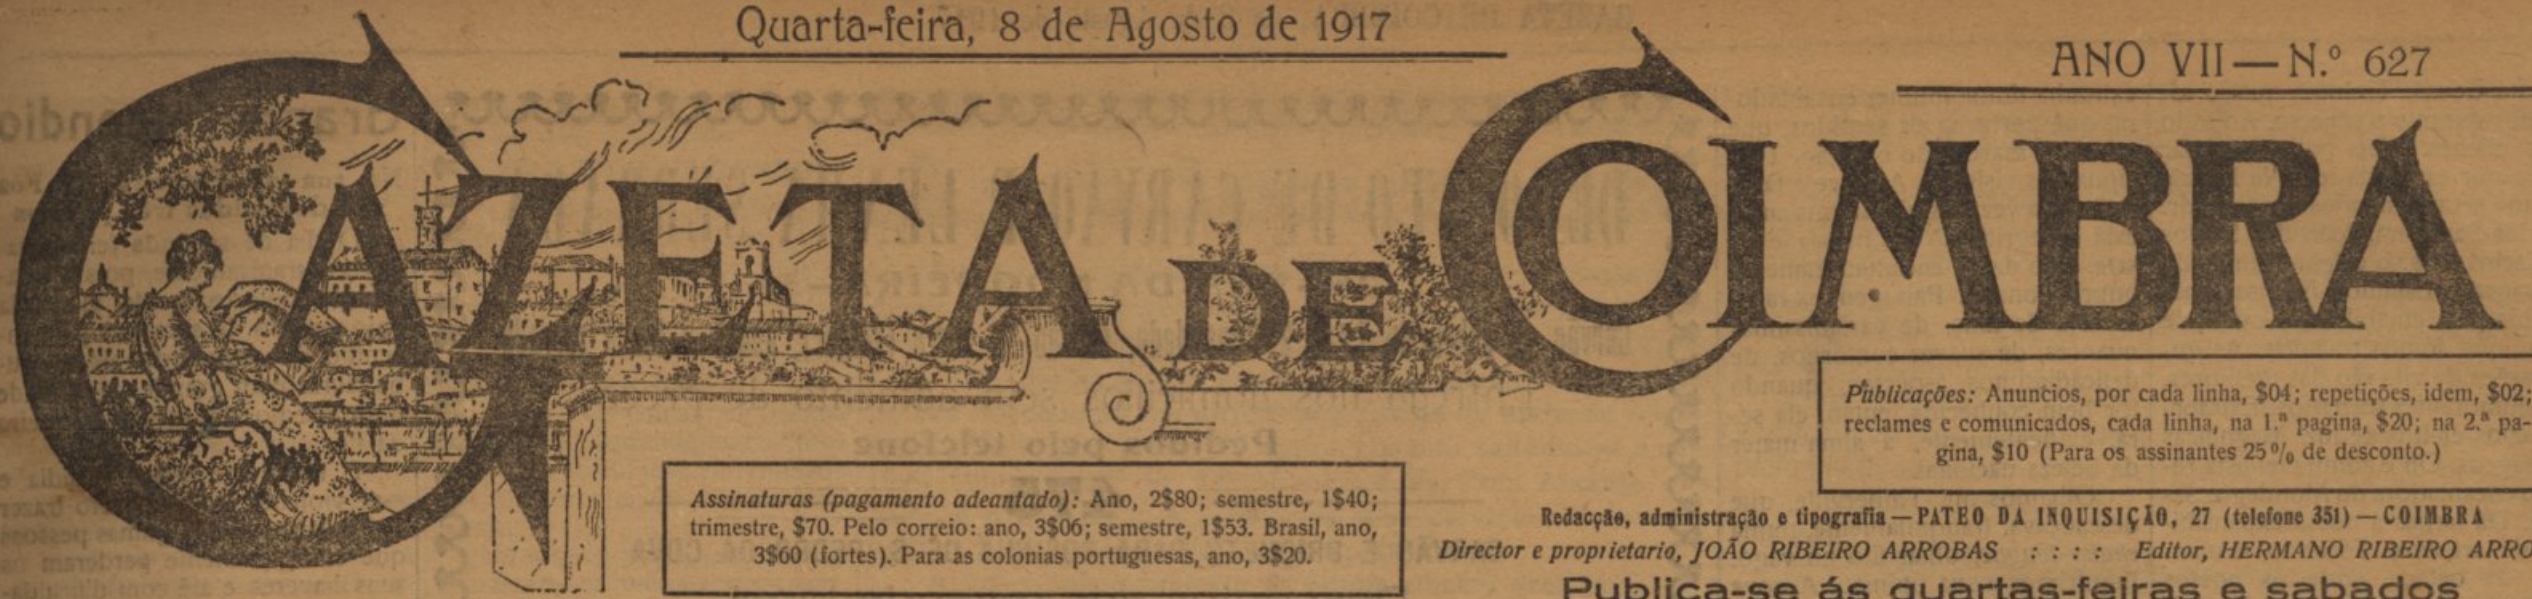 Quarta-feira, 8 de Agosto de 1917
ANO VII — N.º 627
GAZETA DE COIMBRA
Publicações: Anuncios, por cada linha, $04; repetições, idem, $02;
reclames e comunicados, cada linha, na 1.ª pagina, $20; na 2.ª pa-
gina, $10 (Para os assinantes 25 % de desconto.)
Assinaturas (pagamento adeantado): Ano, 2$80; semestre, 1$40;
trimestre, $70. Pelo correio: ano, 3$06; semestre, 1$53. Brasil, ano,
3$60 (fortes). Para as colonias portuguesas, ano, 3$20.
Redacção, administração e tipografia — PATEO DA INQUISIÇÃO, 27 (telefone 351) — COIMBRA
Director e proprietario, JOÃO RIBEIRO ARROBAS : : : : Editor, HERMANO RIBEIRO ARRO
Publica-se ás quartas-feiras e sabados